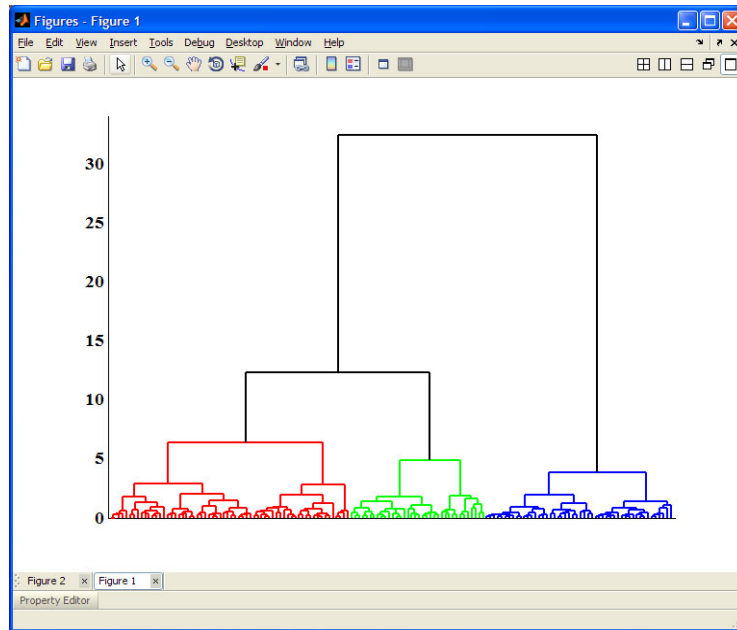 Figures - Figure 1
File Edit View Insert Tools Debug Desktop Window Help
30
25
20
15
10
5
0
Figure 2 × Figure 1 ×
Property Editor